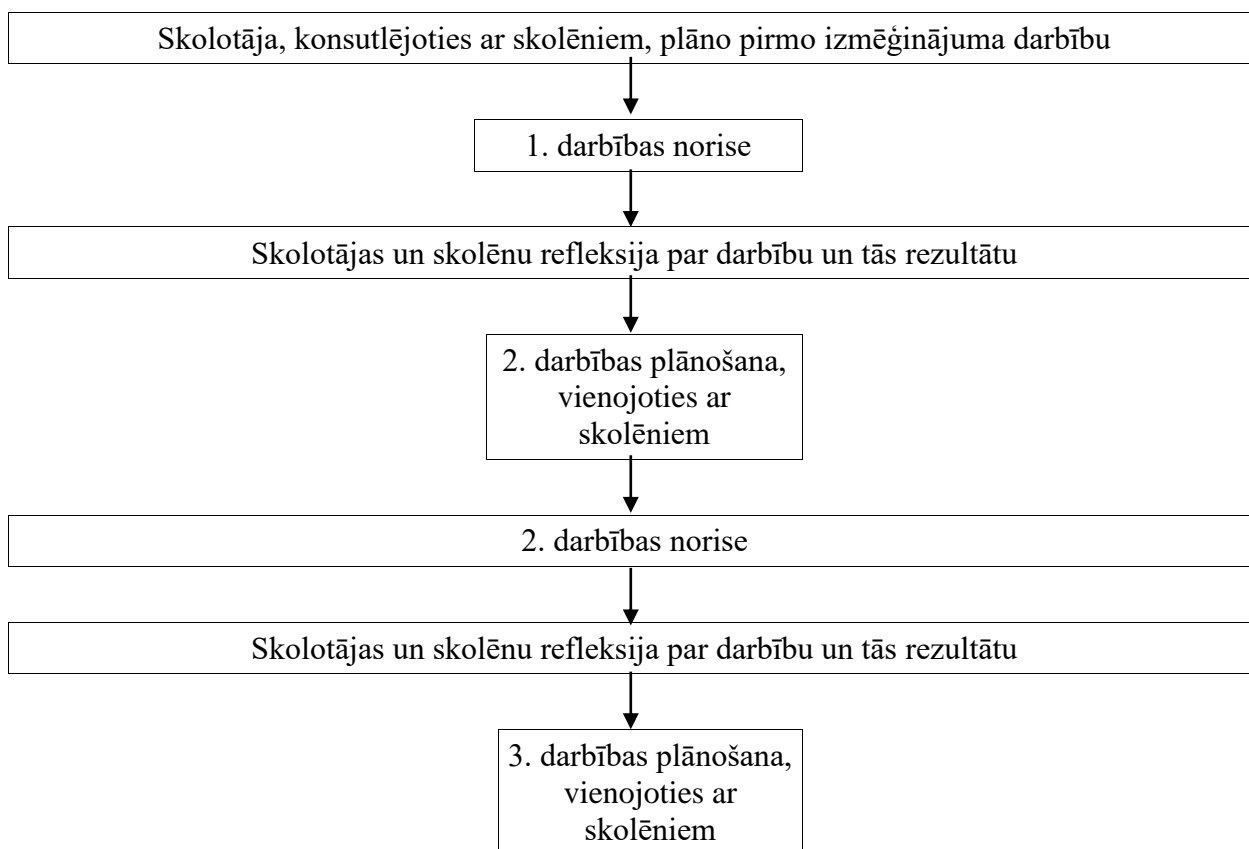 Skolotāja, konsutlējoties ar skolēniem, plāno pirmo izmēģinājuma darbību
1. darbības norise
Skolotājas un skolēnu refleksija par darbību un tās rezultātu
2. darbības plānošana,
vienojoties ar
skolēniem
2. darbības norise
Skolotājas un skolēnu refleksija par darbību un tās rezultātu
3. darbības plānošana,
vienojoties ar
skolēniem